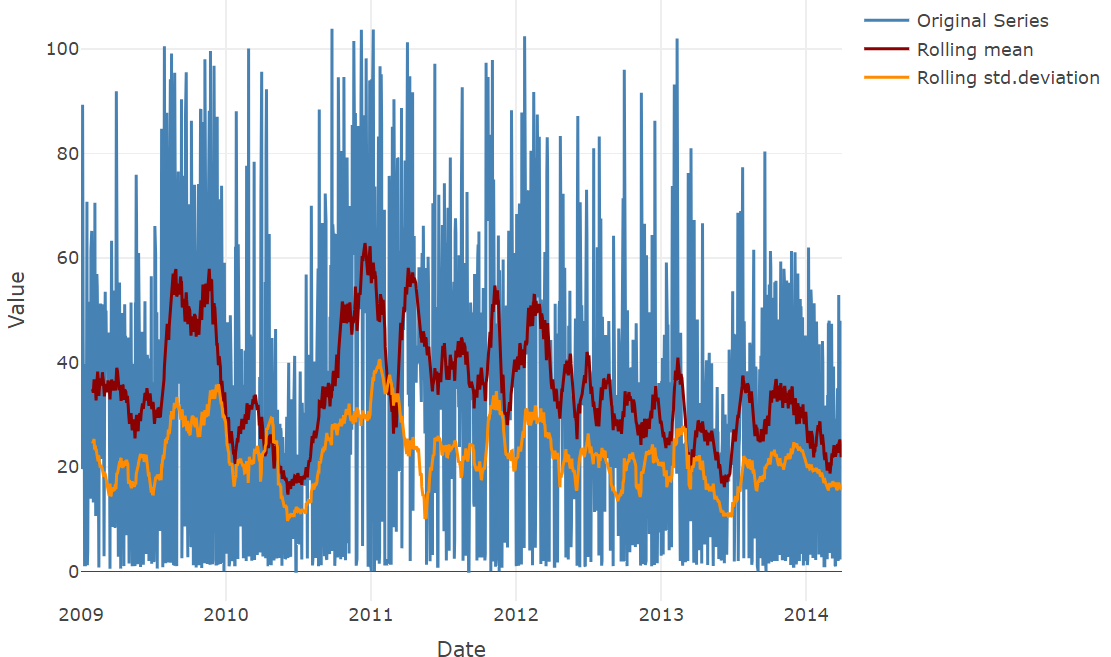 Original Series
Rolling mean
Rolling std.deviation
100
80
60
40
20
0
Value
2009 2010 2011 2012 2013 2014
Date